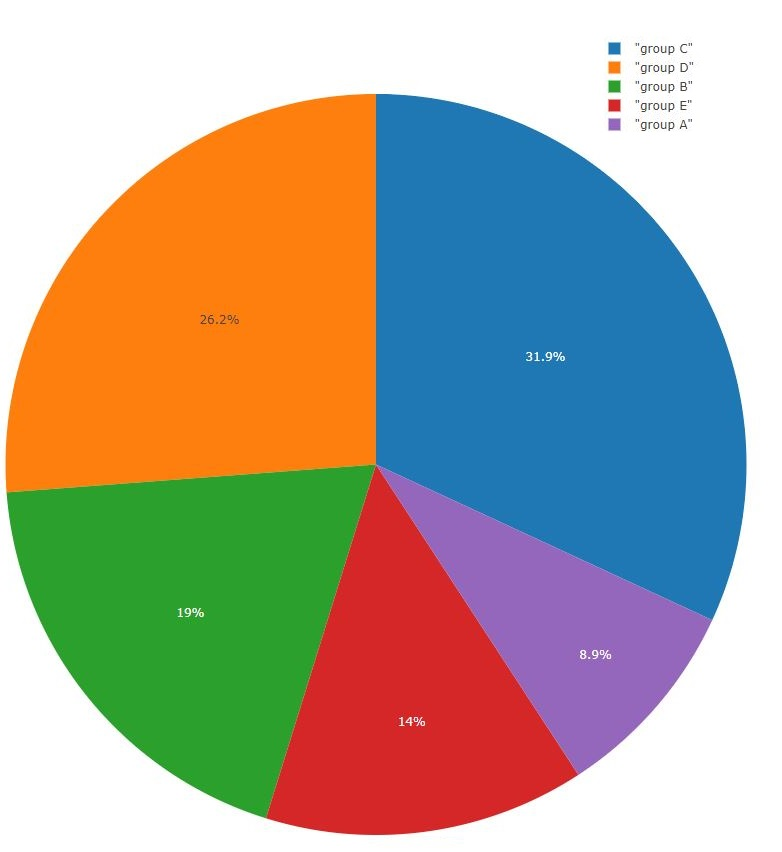 "group C"
"group D"
"group B"
"group E"
"group A"
26.2%
31.9%
19%
8.9%
14%